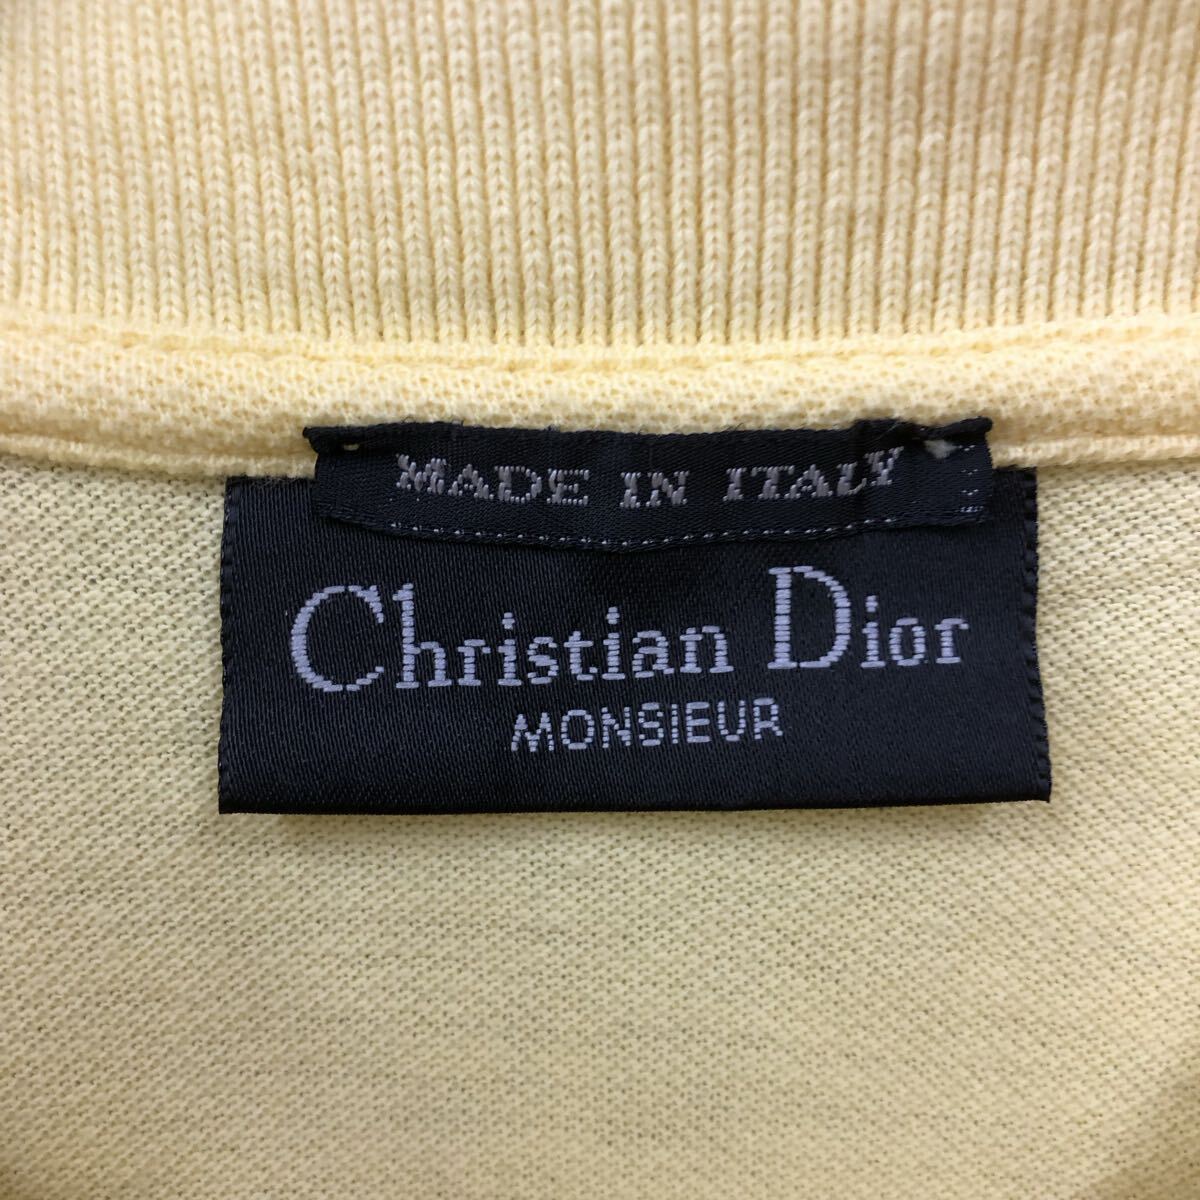 MADE IN ITALY
Christian Dior
MONSIEUR